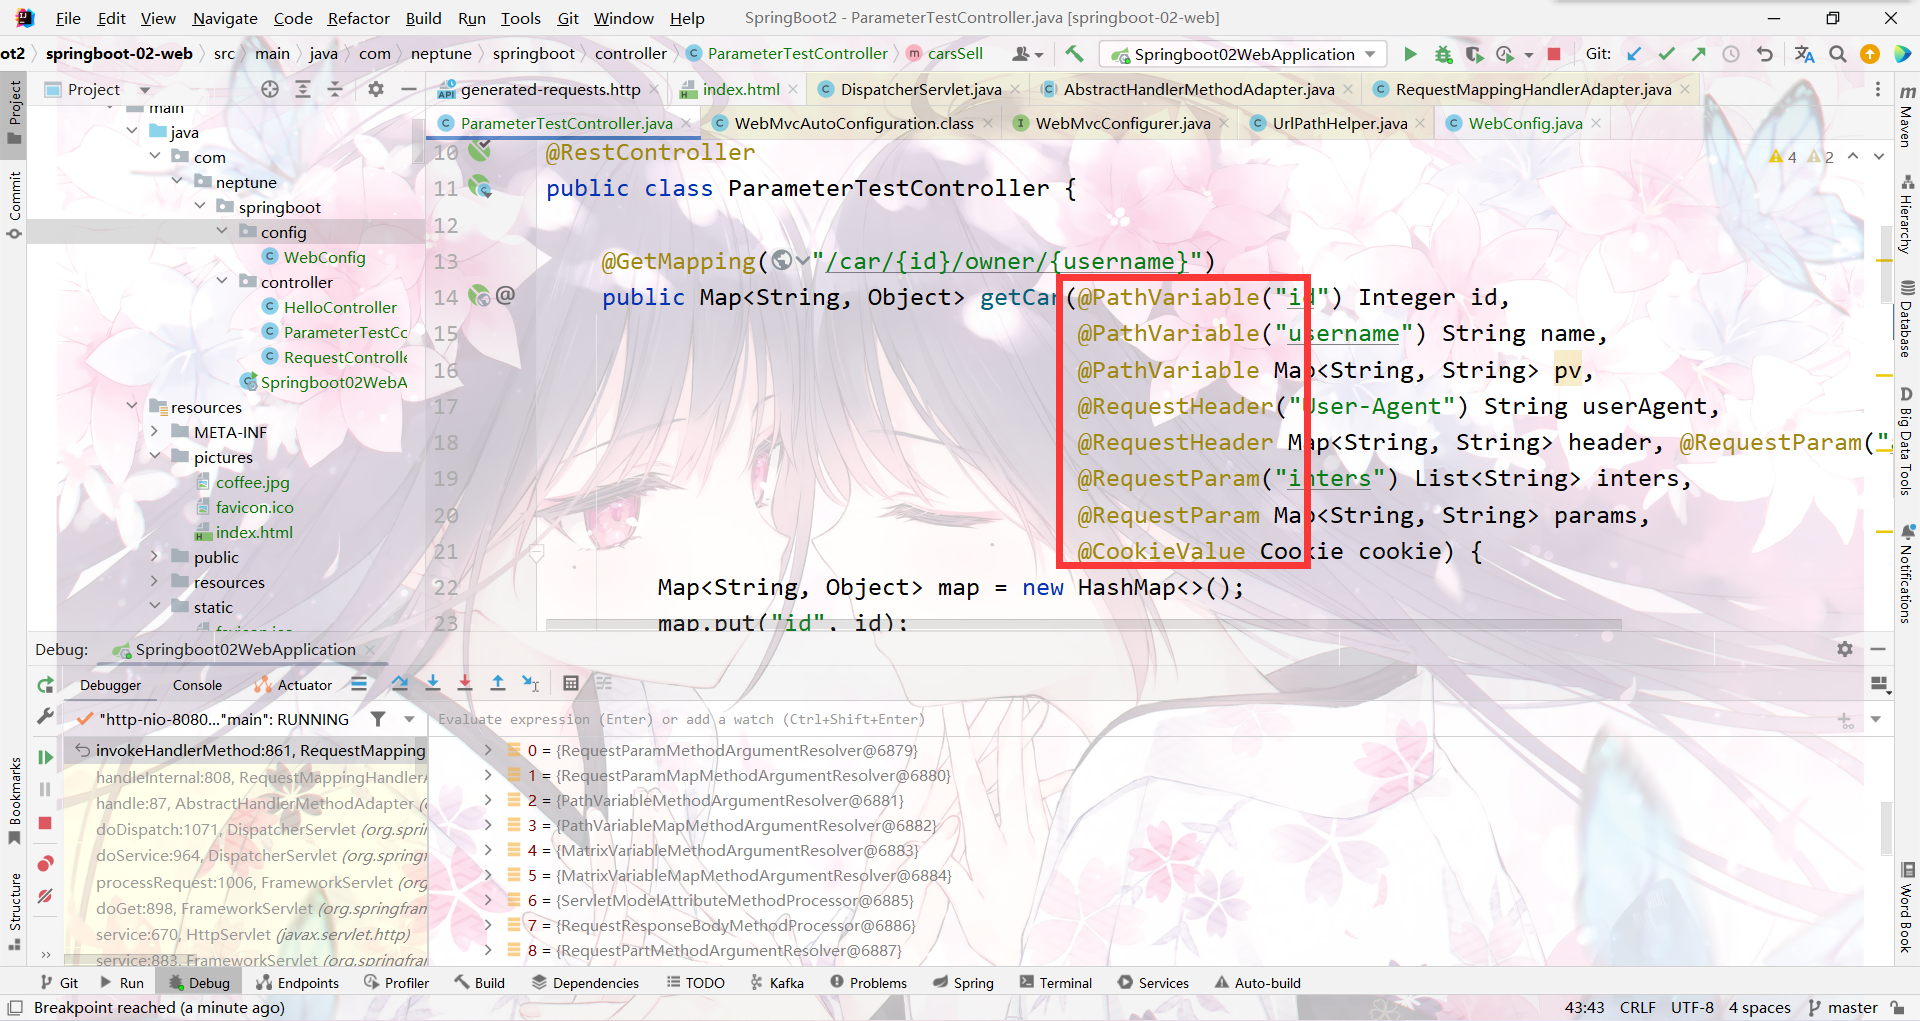 File Edit View Navigate Code Refactor Build Run Tools Git Window Help SpringBoot2 - ParameterTestController.java [springboot-02-web]
ot2 springboot-02-web src main java com neptune springboot controller ParameterTestController carsSell Springboot02WebApplication Git:
Project generated-requests.http index.html DispatcherServlet.java AbstractHandlerMethodAdapter.java RequestMappingHandlerAdapter.java
ParameterTestController.java WebMvcAutoConfiguration.class WebMvcConfigurer.java UrlPathHelper.java WebConfig.java
Project
Commit
Bookmarks
Structure
main
java
com
neptune
springboot
config
WebConfig
controller
HelloController
ParameterTestCo
RequestControlle
Springboot02WebA
resources
META-INF
pictures
coffee.jpg
favicon.ico
index.html
public
resources
static
favicon.ico
4 2
10 @RestController
11 public class ParameterTestController {
12
13 @GetMapping("/car/{id}/owner/{username}")
14 public Map<String, Object> getCar(@PathVariable("id") Integer id,
15 @PathVariable("username") String name,
16 @PathVariable Map<String, String> pv,
17 @RequestHeader("User-Agent") String userAgent,
18 @RequestHeader Map<String, String> header, @RequestParam("
19 @RequestParam("inters") List<String> inters,
20 @RequestParam Map<String, String> params,
21 @CookieValue Cookie cookie) {
22 Map<String, Object> map = new HashMap<>();
23 map.put("id", id);
Maven
Hierarchy
Database
Big Data Tools
Notifications
Word Book
Debug: Springboot02WebApplication
Debugger Console Actuator
"http-nio-8080..."main": RUNNING
Evaluate expression (Enter) or add a watch (Ctrl+Shift+Enter)
invokeHandlerMethod:861, RequestMapping
handleInternal:808, RequestMappingHandlerA
handle:87, AbstractHandlerMethodAdapter (o
doDispatch:1071, DispatcherServlet (org.sprin
doService:964, DispatcherServlet (org.springf
processRequest:1006, FrameworkServlet (org
doGet:898, FrameworkServlet (org.springfran
service:670, HttpServlet (javax.servlet.http)
service:883, FrameworkServlet (org.springfra
0 = {RequestParamMethodArgumentResolver@6879}
1 = {RequestParamMapMethodArgumentResolver@6880}
2 = {PathVariableMethodArgumentResolver@6881}
3 = {PathVariableMapMethodArgumentResolver@6882}
4 = {MatrixVariableMethodArgumentResolver@6883}
5 = {MatrixVariableMapMethodArgumentResolver@6884}
6 = {ServletModelAttributeMethodProcessor@6885}
7 = {RequestResponseBodyMethodProcessor@6886}
8 = {RequestPartMethodArgumentResolver@6887}
Git Run Debug Endpoints Profiler Build Dependencies TODO Kafka Problems Spring Terminal Services Auto-build
Breakpoint reached (a minute ago) 43:43 CRLF UTF-8 4 spaces master